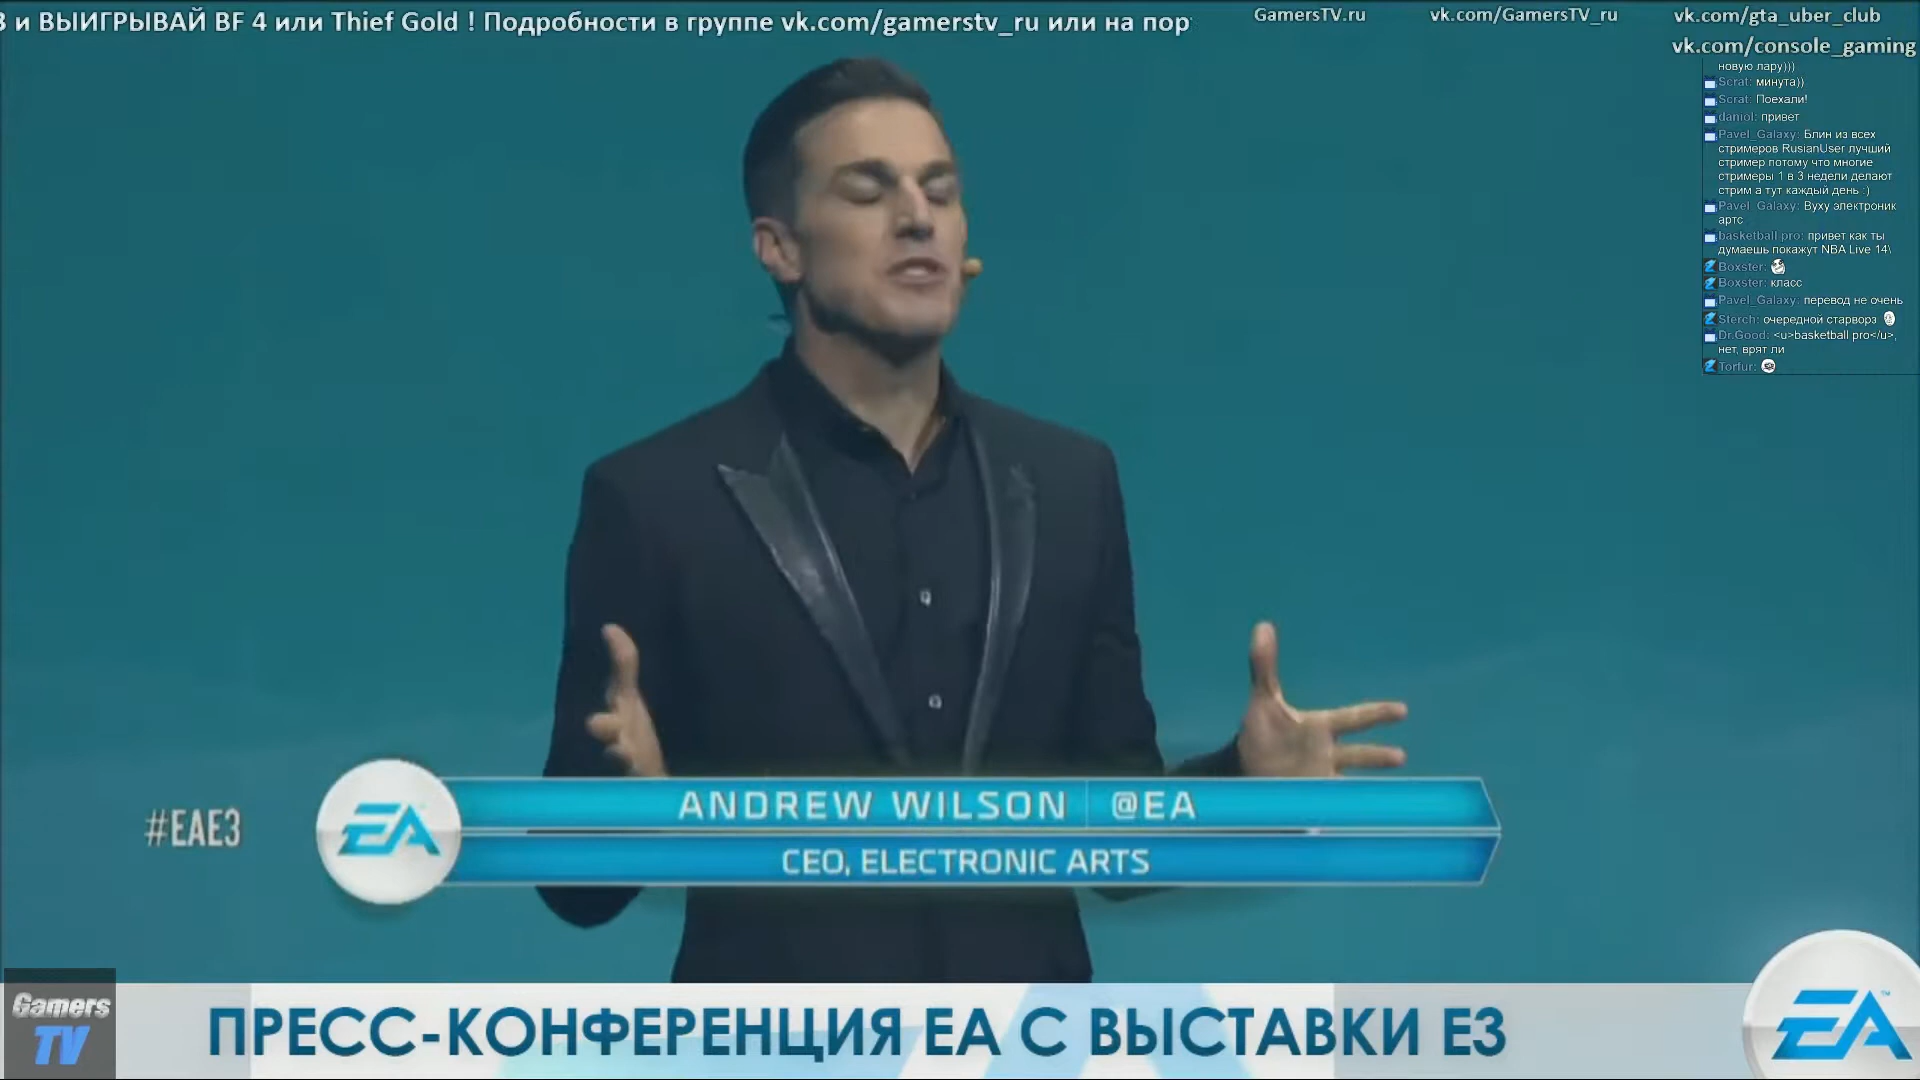 3 и ВЫИГРЫВАЙ BF 4 или Thief Gold ! Подробности в группе vk.com/gamerstv_ru или на пор
GamersTV.ru
vk.com/GamersTV_ru
vk.com/gta_uber_club
vk.com/console_gaming
новую лару)))
Scrat: минута))
Scrat: Поехали!
daniol: привет
Pavel_Galaxy: Блин из всех
стримеров RusianUser лучший
стример потому что многие
стримеры 1 в 3 недели делают
стрим а тут каждый день :)
Pavel_Galaxy: Вуху электроник
артс
basketball pro: привет как ты
думаешь покажут NBA Live 14\
Boxster:
Boxster: класс
Pavel_Galaxy: перевод не очень
Sterch: очередной старворз
Dr.Good: <u>basketball pro</u>,
нет, врят ли
Torfur:
#EAE3
EA
ANDREW WILSON @EA
CEO, ELECTRONIC ARTS
Gamers
TV
ПРЕСС-КОНФЕРЕНЦИЯ EA С ВЫСТАВКИ E3
EA™